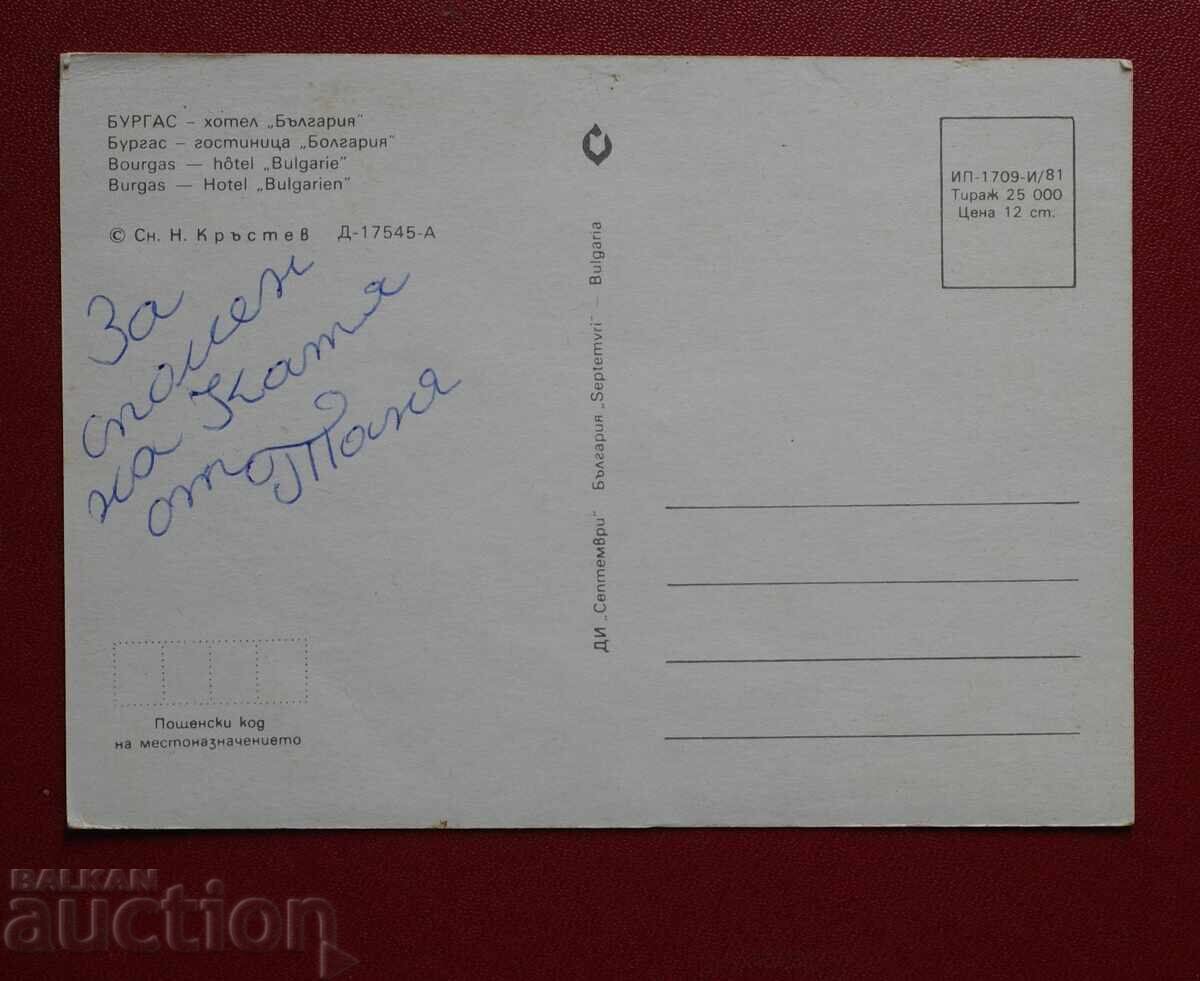 БУРГАС – хотел „България“
Бургас – гостиница „Болгария“
Bourgas — hôtel „Bulgarie“
Burgas — Hotel „Bulgarien“
© Сн. Н. Кръстев Д-17545-А
За
спомен
на Катя
от Таня
Пощенски код
на местоназначението
ДИ „Септември“ България „Septemvri“ — Bulgaria
ИП-1709-И/81
Тираж 25 000
Цена 12 ст.
BALKAN
auction